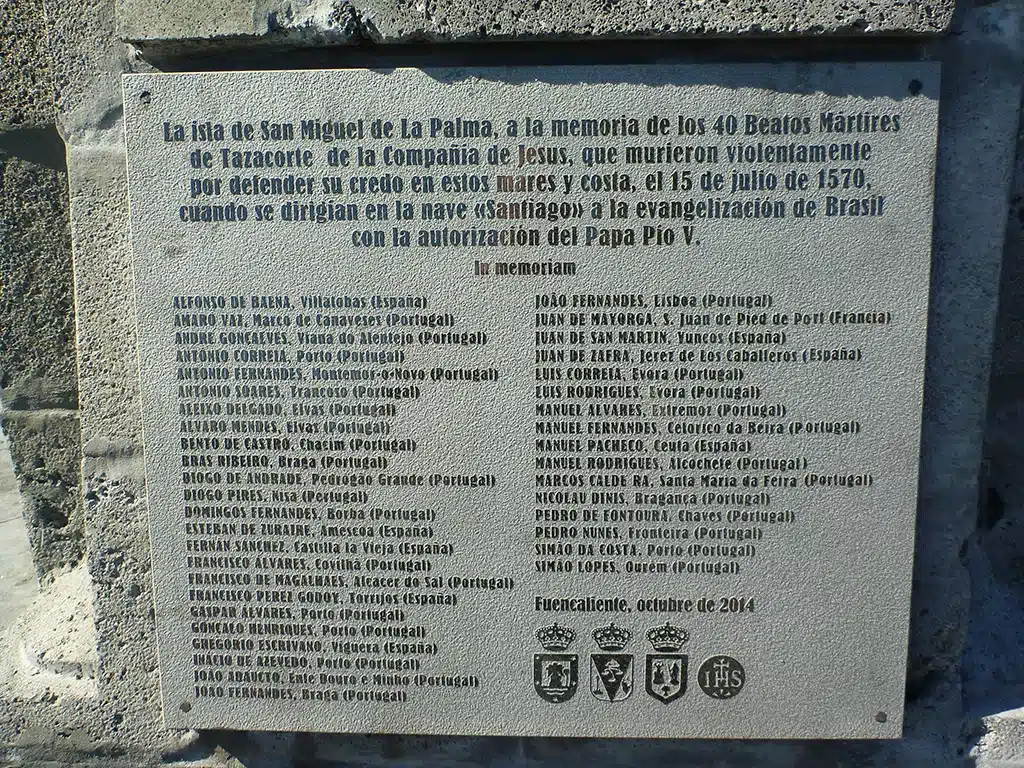 La isla de San Miguel de La Palma, a la memoria de los 40 Beatos Mártires
de Tazacorte de la Compañía de Jesus, que murieron violentamente
por defender su credo en estos mares y costa, el 15 de julio de 1570,
cuando se dirigian en la nave «Santiago» a la evangelización de Brasil
con la autorización del Papa Pío V.
In memoriam
ALFONSO DE BAENA, Villatobas (España)
AMARO VAZ, Marco de Canaveses (Portugal)
ANDRE GONÇALVES, Viana do Alentejo (Portugal)
ANTONIO CORREIA, Porto (Portugal)
ANTONIO FERNANDES, Montemor-o-Novo (Portugal)
ANTONIO SOARES, Trancoso (Portugal)
ALEIXO DELGADO, Elvas (Portugal)
ALVARO MENDES, Elvas (Portugal)
BENTO DE CASTRO, Chacim (Portugal)
BRAS RIBEIRO, Braga (Portugal)
DIOGO DE ANDRADE, Pedrogão Grande (Portugal)
DIOGO PIRES, Nisa (Portugal)
DOMINGOS FERNANDES, Borba (Portugal)
ESTEBAN DE ZURAIRE, Amescoa (España)
FERNAN SANCHEZ, Castilla la Vieja (España)
FRANCISCO ALVARES, Covilhã (Portugal)
FRANCISCO DE MAGALHAES, Alcacer do Sal (Portugal)
FRANCISCO PEREZ GODOY, Torrijos (España)
GASPAR ALVARES, Porto (Portugal)
GONÇALO HENRIQUES, Porto (Portugal)
GREGORIO ESCRIVANO, Viguera (España)
INACIO DE AZEVEDO, Porto (Portugal)
JOAO ADAUCTO, Ente Douro e Minho (Portugal)
JOAO FERNANDES, Braga (Portugal)
JOÃO FERNANDES, Lisboa (Portugal)
JUAN DE MAYORGA, S. Juan de Pied de Port (Francia)
JUAN DE SAN MARTIN, Yuncos (España)
JUAN DE ZAFRA, Jerez de Los Caballeros (España)
LUIS CORREIA, Evora (Portugal)
LUIS RODRIGUES, Evora (Portugal)
MANUEL ALVARES, Extremoz (Portugal)
MANUEL FERNANDES, Celorico da Beira (Portugal)
MANUEL PACHECO, Ceuta (España)
MANUEL RODRIGUES, Alcochete (Portugal)
MARCOS CALDE RA, Santa Maria da Feira (Portugal)
NICOLAU DINIS, Bragança (Portugal)
PEDRO DE FONTOURA, Chaves (Portugal)
PEDRO NUNES, Fronteira (Portugal)
SIMÃO DA COSTA, Porto (Portugal)
SIMÃO LOPES, Ourém (Portugal)
Fuencaliente, octubre de 2014
IHS